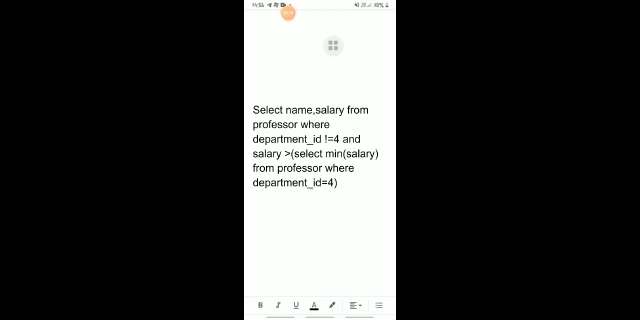 Select name,salary from
professor where
department_id !=4 and
salary >(select min(salary)
from professor where
department_id=4)
B I U A